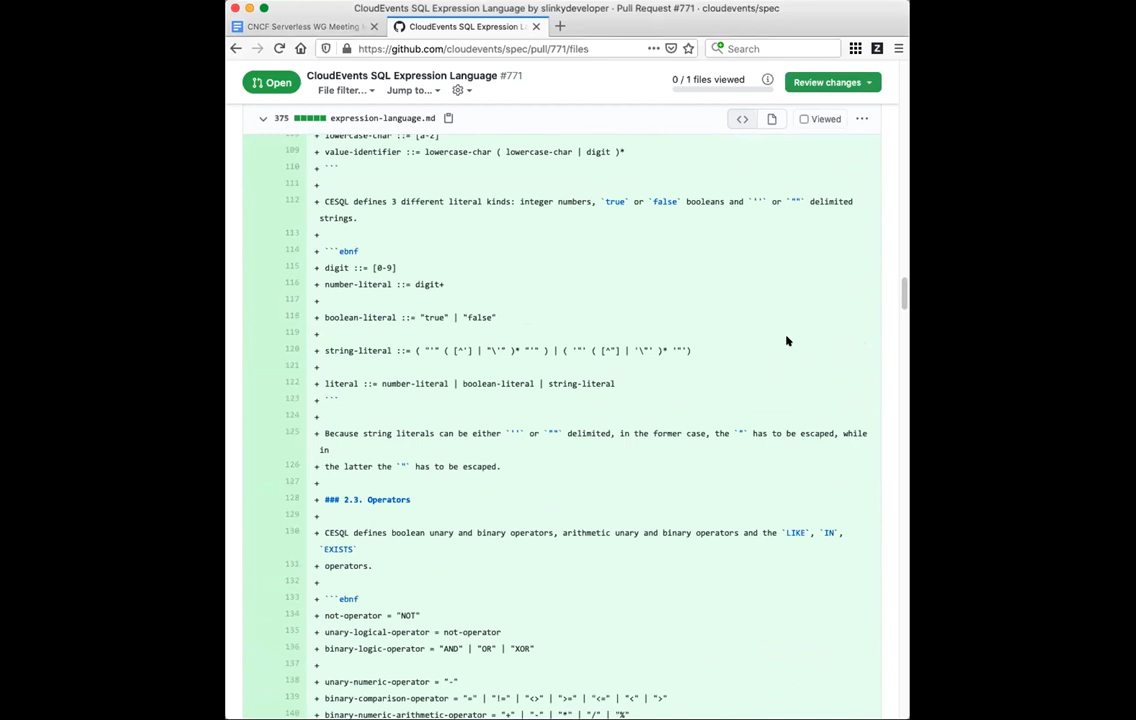 CloudEvents SQL Expression Language by slinkydeveloper · Pull Request #771 · cloudevents/spec
CNCF Serverless WG Meeting
CloudEvents SQL Expression L
https://github.com/cloudevents/spec/pull/771/files
Search
Open
CloudEvents SQL Expression Language #771
File filter... Jump to...
0 / 1 files viewed
Review changes
375 expression-language.md
Viewed
+ lowercase-char ::= [a-z]
109 + value-identifier ::= lowercase-char ( lowercase-char | digit )*
110 + ```
111 +
112 + CESQL defines 3 different literal kinds: integer numbers, `true` or `false` booleans and `''` or `""` delimited
strings.
113 +
114 + ```ebnf
115 + digit ::= [0-9]
116 + number-literal ::= digit+
117 +
118 + boolean-literal ::= "true" | "false"
119 +
120 + string-literal ::= ( "'" ( [^'] | "\'" )* "'" ) | ( '"' ( [^"] | '\"' )* '"')
121 +
122 + literal ::= number-literal | boolean-literal | string-literal
123 + ```
124 +
125 + Because string literals can be either `''` or `""` delimited, in the former case, the `'` has to be escaped, while
in
126 + the latter the `"` has to be escaped.
127 +
128 + ### 2.3. Operators
129 +
130 + CESQL defines boolean unary and binary operators, arithmetic unary and binary operators and the `LIKE`, `IN`,
`EXISTS`
131 + operators.
132 +
133 + ```ebnf
134 + not-operator = "NOT"
135 + unary-logical-operator = not-operator
136 + binary-logic-operator = "AND" | "OR" | "XOR"
137 +
138 + unary-numeric-operator = "-"
139 + binary-comparison-operator = "=" | "!=" | "<>" | ">=" | "<=" | "<" | ">"
140 + binary-numeric-arithmetic-operator = "+" | "-" | "*" | "/" | "%"